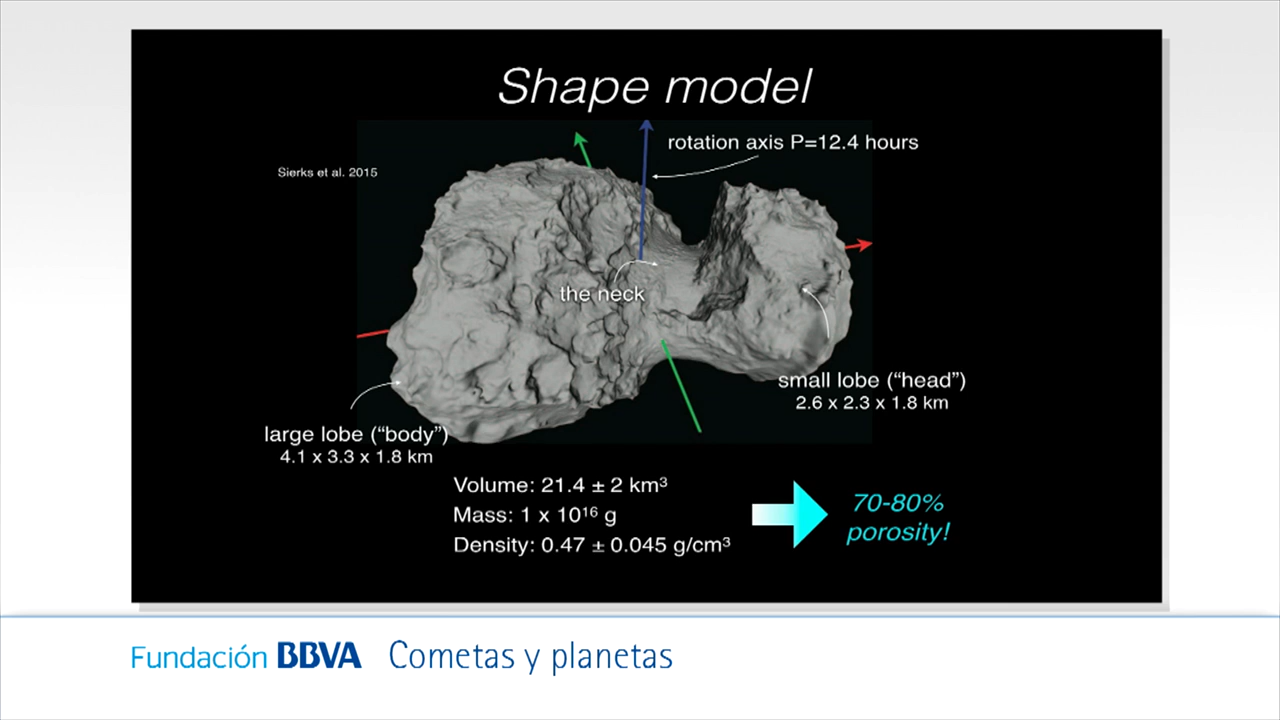 Shape model
rotation axis P=12.4 hours
Sierks et al. 2015
the neck
small lobe (“head”)
2.6 x 2.3 x 1.8 km
large lobe (“body”)
4.1 x 3.3 x 1.8 km
Volume: 21.4 ± 2 km³
Mass: 1 x 10¹⁶ g
Density: 0.47 ± 0.045 g/cm³
70-80%
porosity!
Fundación BBVA Cometas y planetas